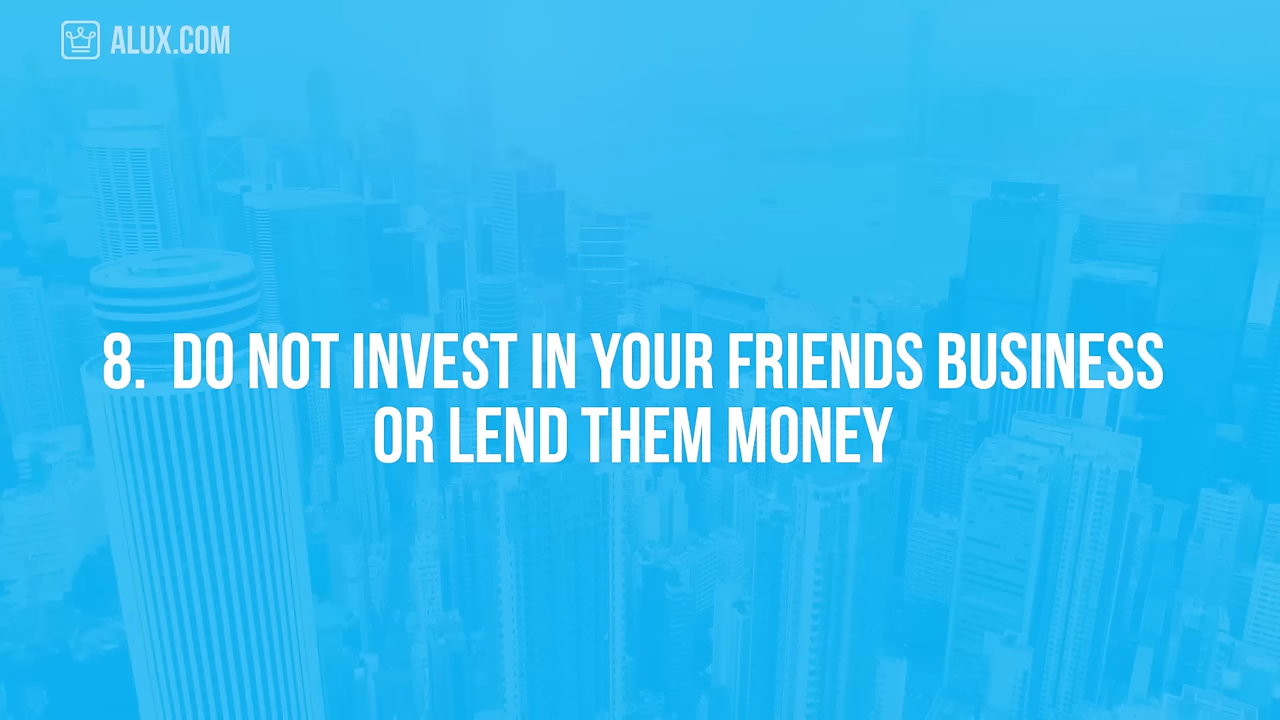 ALUX.COM
8. DO NOT INVEST IN YOUR FRIENDS BUSINESS
OR LEND THEM MONEY